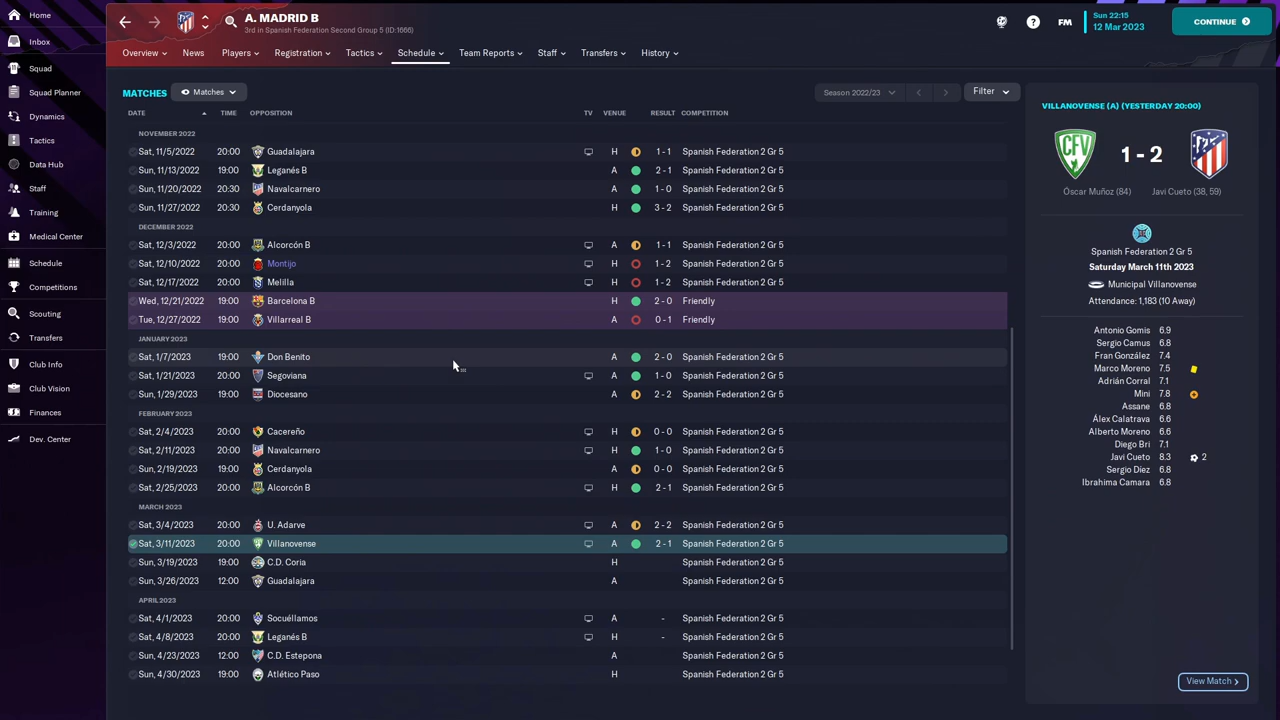 Home
Inbox
Squad
Squad Planner
Dynamics
Tactics
Data Hub
Staff
Training
Medical Center
Schedule
Competitions
Scouting
Transfers
Club Info
Club Vision
Finances
Dev. Center
A. MADRID B
3rd in Spanish Federation Second Group 5 (ID:1666)
FM
Sun 22:15
12 Mar 2023
CONTINUE
Overview
News
Players
Registration
Tactics
Schedule
Team Reports
Staff
Transfers
History
MATCHES
Matches
Season 2022/23
Filter
DATE TIME OPPOSITION TV VENUE RESULT COMPETITION
NOVEMBER 2022
Sat, 11/5/2022 20:00 Guadalajara H 1 - 1 Spanish Federation 2 Gr 5
Sun, 11/13/2022 19:00 Leganés B A 2 - 1 Spanish Federation 2 Gr 5
Sun, 11/20/2022 20:30 Navalcarnero A 1 - 0 Spanish Federation 2 Gr 5
Sun, 11/27/2022 20:30 Cerdanyola H 3 - 2 Spanish Federation 2 Gr 5
DECEMBER 2022
Sat, 12/3/2022 20:00 Alcorcón B A 1 - 1 Spanish Federation 2 Gr 5
Sat, 12/10/2022 20:00 Montijo H 1 - 2 Spanish Federation 2 Gr 5
Sat, 12/17/2022 20:00 Melilla H 1 - 2 Spanish Federation 2 Gr 5
Wed, 12/21/2022 19:00 Barcelona B H 2 - 0 Friendly
Tue, 12/27/2022 19:00 Villarreal B A 0 - 1 Friendly
JANUARY 2023
Sat, 1/7/2023 19:00 Don Benito A 2 - 0 Spanish Federation 2 Gr 5
Sat, 1/21/2023 20:00 Segoviana A 1 - 0 Spanish Federation 2 Gr 5
Sun, 1/29/2023 19:00 Diocesano A 2 - 2 Spanish Federation 2 Gr 5
FEBRUARY 2023
Sat, 2/4/2023 20:00 Cacereño H 0 - 0 Spanish Federation 2 Gr 5
Sat, 2/11/2023 20:00 Navalcarnero H 1 - 0 Spanish Federation 2 Gr 5
Sun, 2/19/2023 19:00 Cerdanyola A 0 - 0 Spanish Federation 2 Gr 5
Sat, 2/25/2023 20:00 Alcorcón B H 2 - 1 Spanish Federation 2 Gr 5
MARCH 2023
Sat, 3/4/2023 20:00 U. Adarve A 2 - 2 Spanish Federation 2 Gr 5
Sat, 3/11/2023 20:00 Villanovense A 2 - 1 Spanish Federation 2 Gr 5
Sun, 3/19/2023 19:00 C.D. Coria H Spanish Federation 2 Gr 5
Sun, 3/26/2023 12:00 Guadalajara A Spanish Federation 2 Gr 5
APRIL 2023
Sat, 4/1/2023 20:00 Socuéllamos A - Spanish Federation 2 Gr 5
Sat, 4/8/2023 20:00 Leganés B H - Spanish Federation 2 Gr 5
Sun, 4/23/2023 12:00 C.D. Estepona A Spanish Federation 2 Gr 5
Sun, 4/30/2023 19:00 Atlético Paso H Spanish Federation 2 Gr 5
VILLANOVENSE (A) (YESTERDAY 20:00)
CFV
1 - 2
Óscar Muñoz (84) Javi Cueto (38, 59)
Spanish Federation 2 Gr 5
Saturday March 11th 2023
Municipal Villanovense
Attendance: 1,183 (10 Away)
Antonio Gomis 6.9
Sergio Camus 6.8
Fran González 7.4
Marco Moreno 7.5
Adrián Corral 7.1
Mini 7.8
Assane 6.8
Álex Calatrava 6.6
Alberto Moreno 6.6
Diego Bri 7.1
Javi Cueto 8.3 2
Sergio Díez 6.8
Ibrahima Camara 6.8
View Match